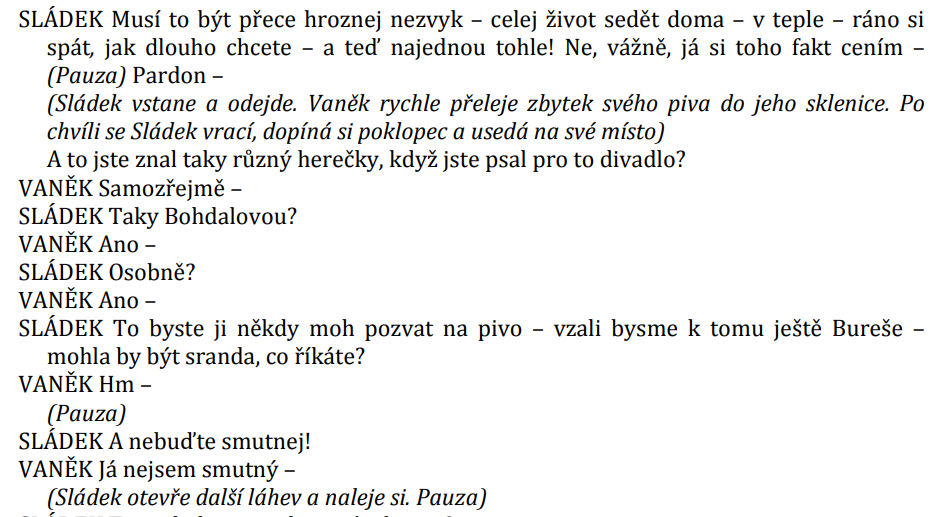 SLÁDEK Musí to být přece hroznej nezvyk – celej život sedět doma – v teple – ráno si
spát, jak dlouho chcete – a teď najednou tohle! Ne, vážně, já si toho fakt cením –
(Pauza) Pardon –
(Sládek vstane a odejde. Vaněk rychle přeleje zbytek svého piva do jeho sklenice. Po
chvíli se Sládek vrací, dopíná si poklopec a usedá na své místo)
A to jste znal taky různý herečky, když jste psal pro to divadlo?
VANĚK Samozřejmě –
SLÁDEK Taky Bohdalovou?
VANĚK Ano –
SLÁDEK Osobně?
VANĚK Ano –
SLÁDEK To byste ji někdy moh pozvat na pivo – vzali bysme k tomu ještě Bureše –
mohla by být sranda, co říkáte?
VANĚK Hm –
(Pauza)
SLÁDEK A nebuďte smutnej!
VANĚK Já nejsem smutný –
(Sládek otevře další láhev a naleje si. Pauza)